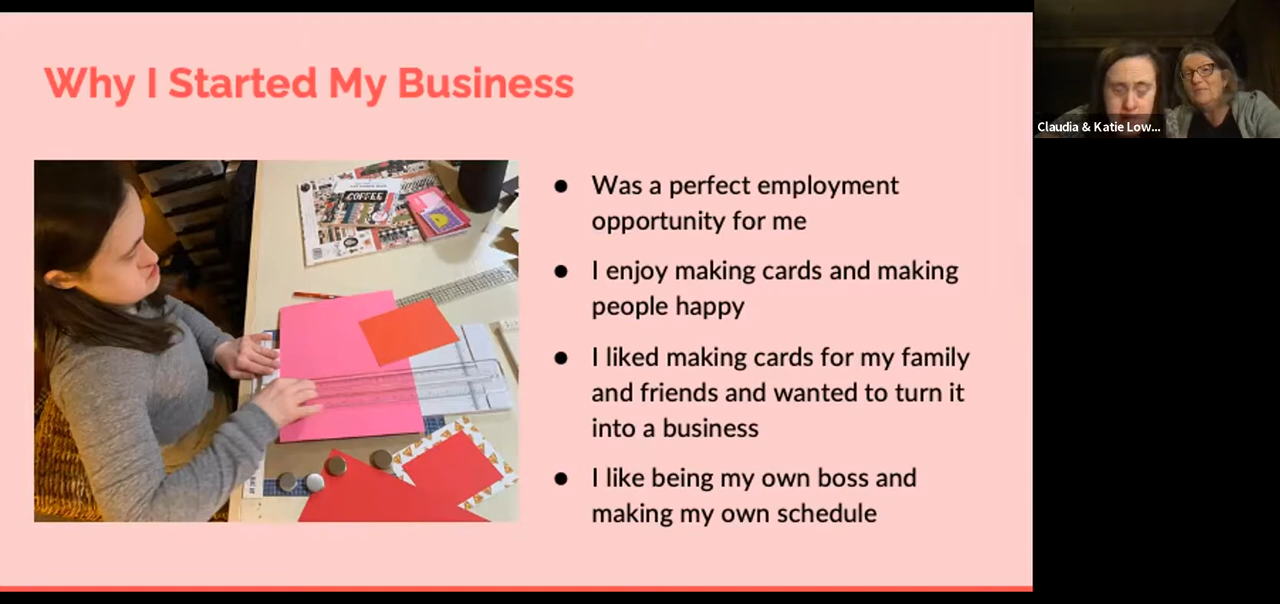 Why I Started My Business
COFFEE
● Was a perfect employment
opportunity for me
● I enjoy making cards and making
people happy
● I liked making cards for my family
and friends and wanted to turn it
into a business
● I like being my own boss and
making my own schedule
Claudia & Katie Low...